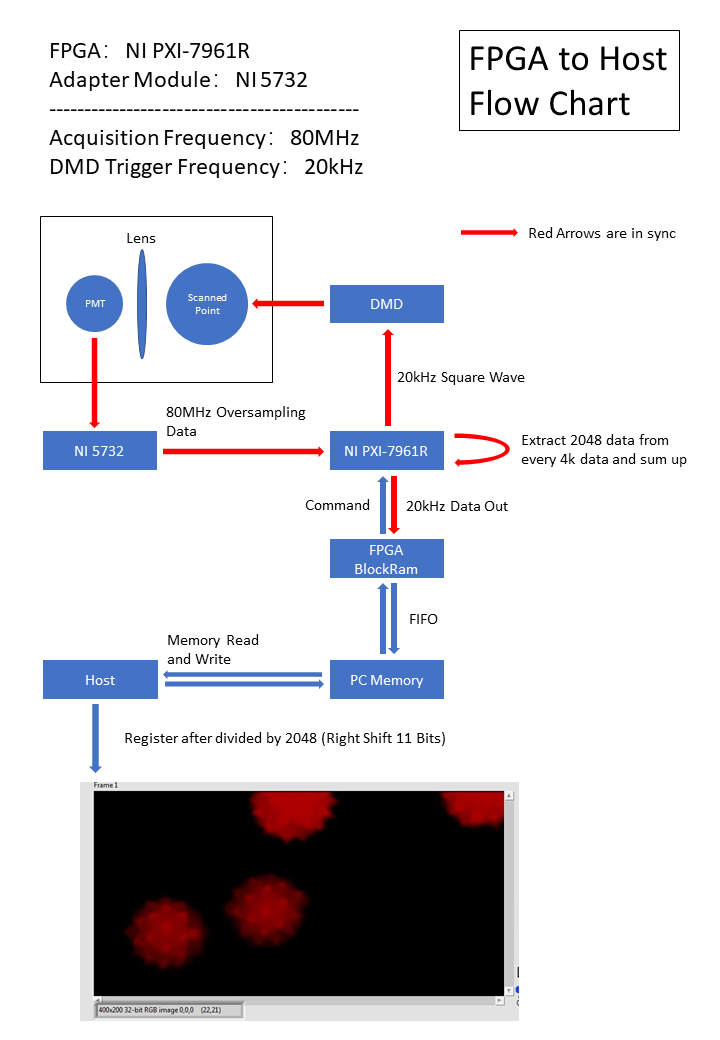 FPGA： NI PXI-7961R
Adapter Module： NI 5732
--------------------------------------------
Acquisition Frequency： 80MHz
DMD Trigger Frequency： 20kHz
FPGA to Host
Flow Chart
Red Arrows are in sync
Lens
PMT
Scanned
Point
DMD
20kHz Square Wave
80MHz Oversampling
Data
NI 5732
NI PXI-7961R
Extract 2048 data from
every 4k data and sum up
Command
20kHz Data Out
FPGA
BlockRam
FIFO
Memory Read
and Write
Host
PC Memory
Register after divided by 2048 (Right Shift 11 Bits)
Frame 1
400x200 32-bit RGB image 0,0,0 (22,21)